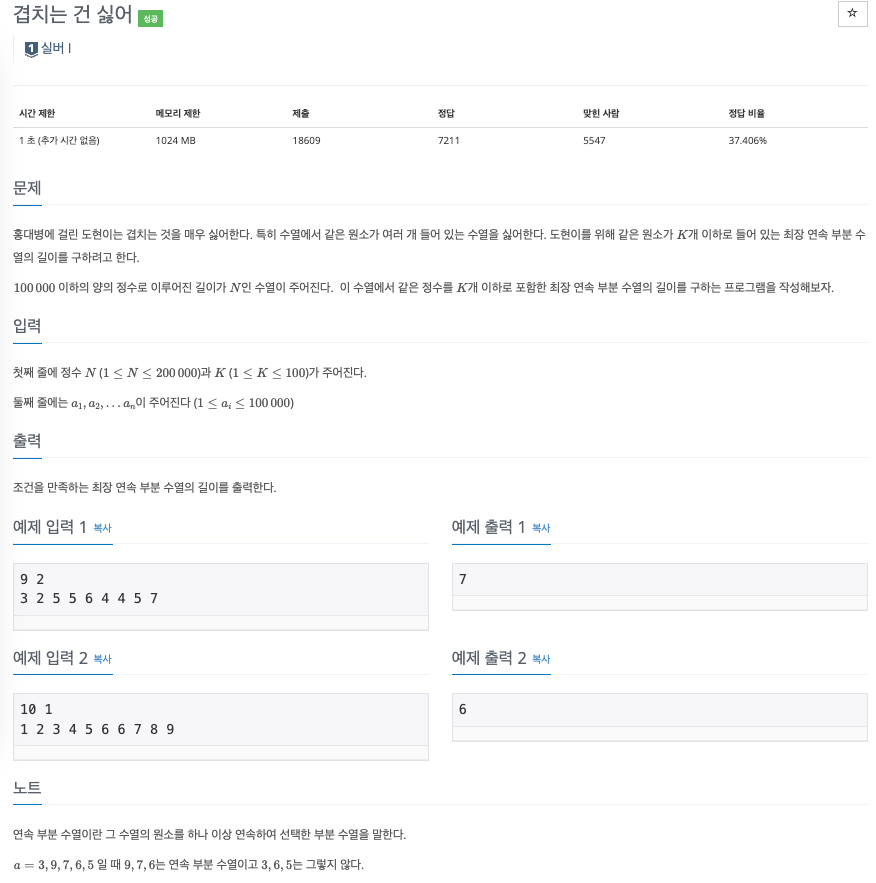 겹치는 건 싫어 성공
☆
1 실버 I
시간 제한 메모리 제한 제출 정답 맞힌 사람 정답 비율
1 초 (추가 시간 없음) 1024 MB 18609 7211 5547 37.406%
문제
홍대병에 걸린 도현이는 겹치는 것을 매우 싫어한다. 특히 수열에서 같은 원소가 여러 개 들어 있는 수열을 싫어한다. 도현이를 위해 같은 원소가 K개 이하로 들어 있는 최장 연속 부분 수
열의 길이를 구하려고 한다.
100 000 이하의 양의 정수로 이루어진 길이가 N인 수열이 주어진다. 이 수열에서 같은 정수를 K개 이하로 포함한 최장 연속 부분 수열의 길이를 구하는 프로그램을 작성해보자.
입력
첫째 줄에 정수 N (1 ≤ N ≤ 200 000)과 K (1 ≤ K ≤ 100)가 주어진다.
둘째 줄에는 a₁, a₂, . . . aₙ이 주어진다 (1 ≤ aᵢ ≤ 100 000)
출력
조건을 만족하는 최장 연속 부분 수열의 길이를 출력한다.
예제 입력 1 복사
9 2
3 2 5 5 6 4 4 5 7
예제 출력 1 복사
7
예제 입력 2 복사
10 1
1 2 3 4 5 6 6 7 8 9
예제 출력 2 복사
6
노트
연속 부분 수열이란 그 수열의 원소를 하나 이상 연속하여 선택한 부분 수열을 말한다.
a = 3, 9, 7, 6, 5 일 때 9, 7, 6는 연속 부분 수열이고 3, 6, 5는 그렇지 않다.